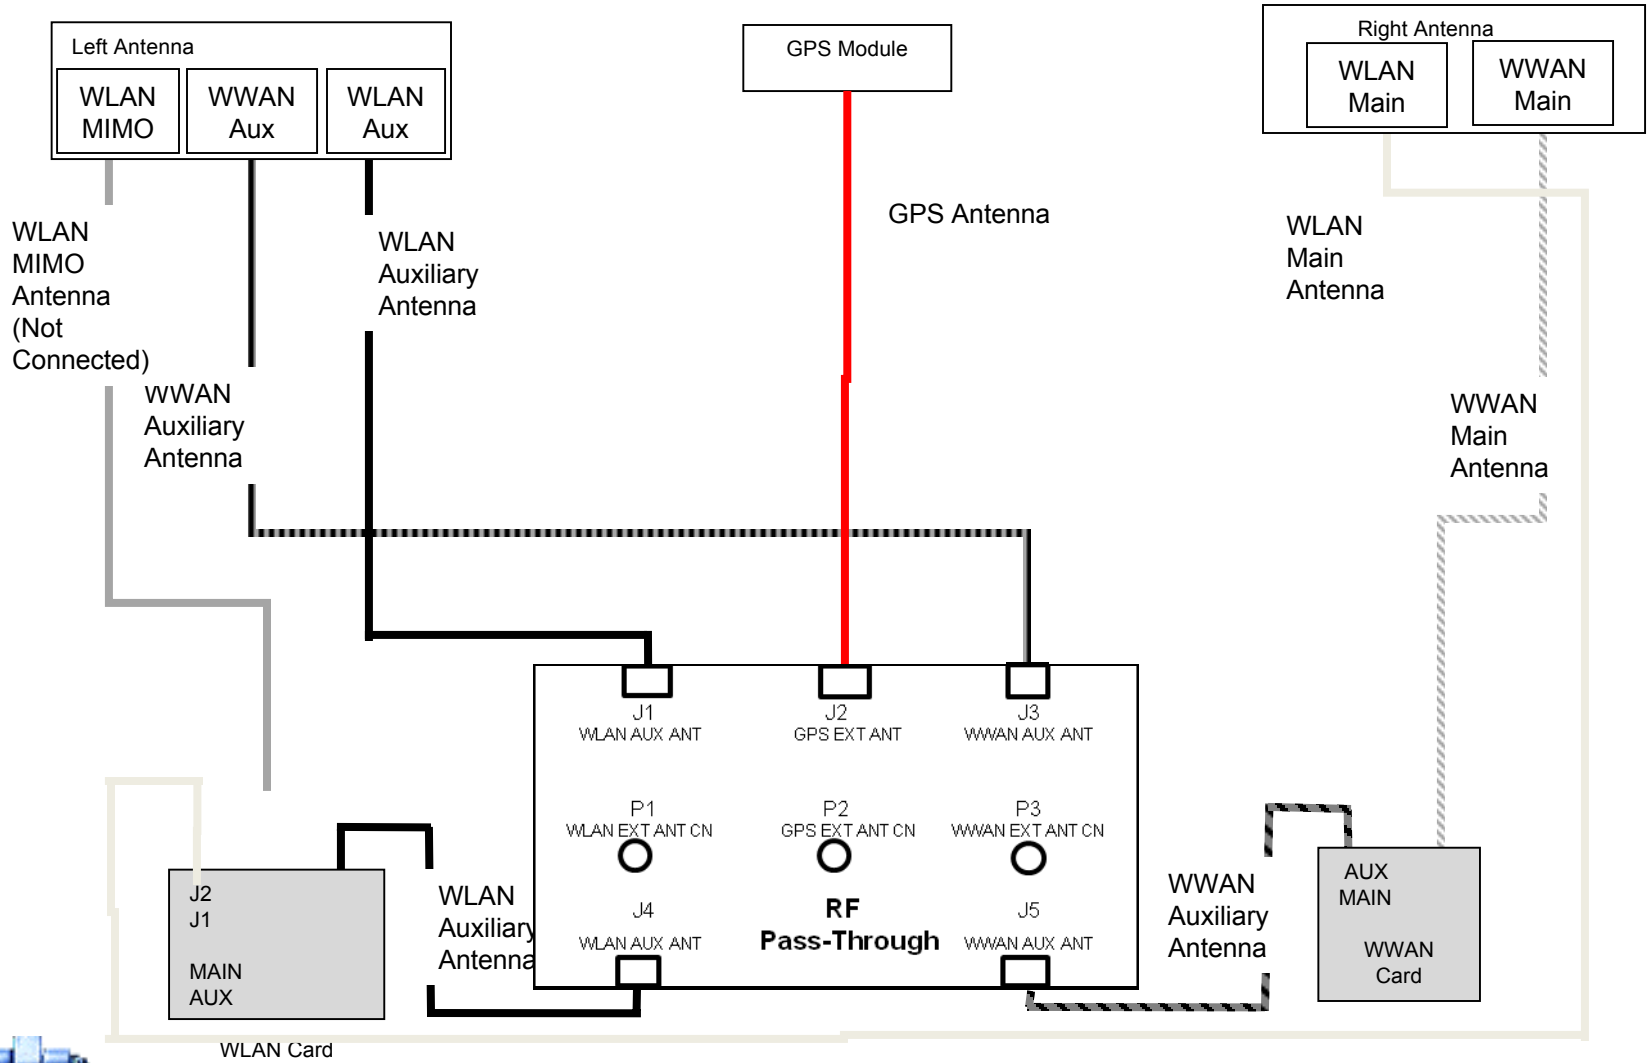 Left Antenna
WLAN
MIMO
WWAN
Aux
WLAN
Aux
GPS Module
Right Antenna
WLAN
Main
WWAN
Main
WLAN
MIMO
Antenna
(Not
Connected)
WWAN
Auxiliary
Antenna
WLAN
Auxiliary
Antenna
GPS Antenna
WLAN
Main
Antenna
WWAN
Main
Antenna
J1
WLAN AUX ANT
J2
GPS EXT ANT
J3
WWAN AUX ANT
P1
WLAN EXT ANT CN
P2
GPS EXT ANT CN
P3
WWAN EXT ANT CN
J4
WLAN AUX ANT
RF
Pass-Through
J5
WWAN AUX ANT
J2
J1
MAIN
AUX
WLAN Card
WLAN
Auxiliary
Antenna
WWAN
Auxiliary
Antenna
AUX
MAIN
WWAN
Card